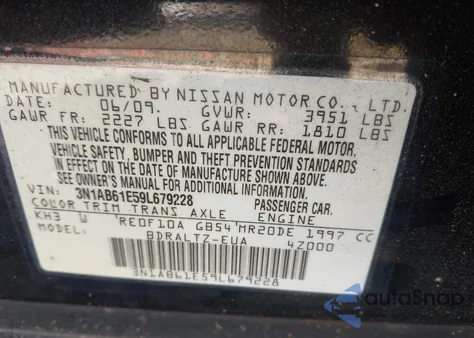 MANUFACTURED BY NISSAN MOTOR CO., LTD.
DATE: 06/09. GVWR: 3951 LBS
GAWR FR: 2227 LBS GAWR RR: 1810 LBS
THIS VEHICLE CONFORMS TO ALL APPLICABLE FEDERAL MOTOR
VEHICLE SAFETY, BUMPER AND THEFT PREVENTION STANDARDS
IN EFFECT ON THE DATE OF MANUFACTURE SHOWN ABOVE.
SEE OWNER'S MANUAL FOR ADDITIONAL INFORMATION
VIN: 3N1AB61E59L679228 PASSENGER CAR.
COLOR TRIM TRANS AXLE ENGINE
KH3 W RE0F10A GB54 MR20DE 1997 CC
MODEL: BDRALTZ-EUA 4Z000
3N1AB61E59L679228
autoSnap